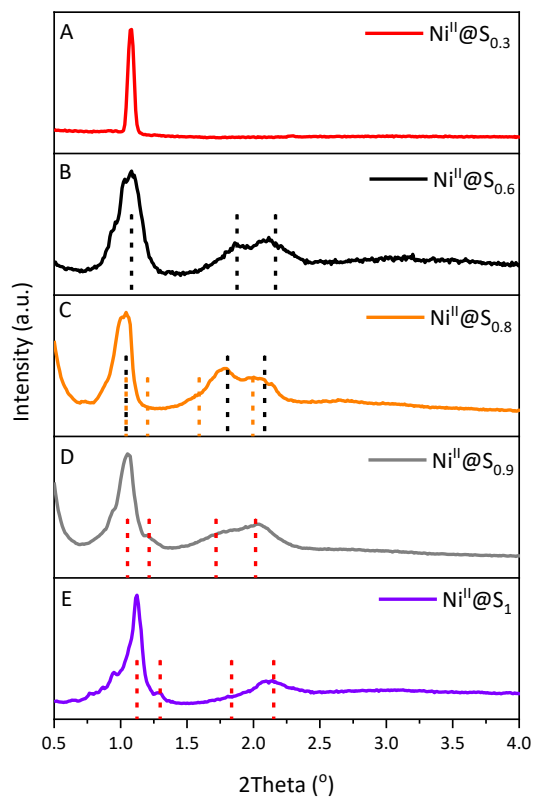 A
Ni^II@S_0.3
B
Ni^II@S_0.6
C
Ni^II@S_0.8
D
Ni^II@S_0.9
E
Ni^II@S_1
Intensity (a.u.)
0.5 1.0 1.5 2.0 2.5 3.0 3.5 4.0
2Theta (°)